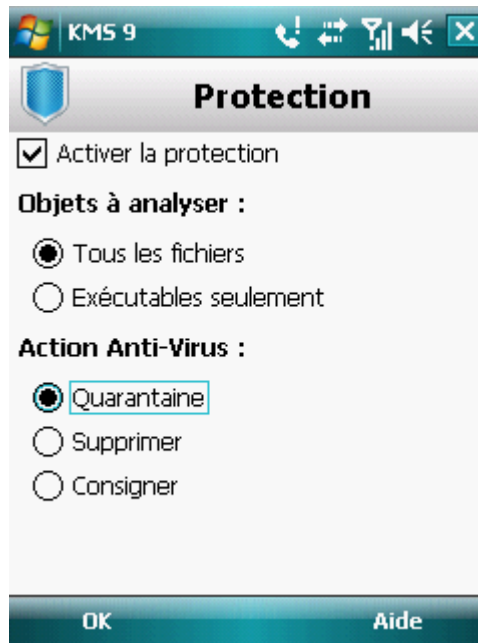 KMS 9
Protection
Activer la protection
Objets à analyser :
Tous les fichiers
Exécutables seulement
Action Anti-Virus :
Quarantaine
Supprimer
Consigner
OK Aide